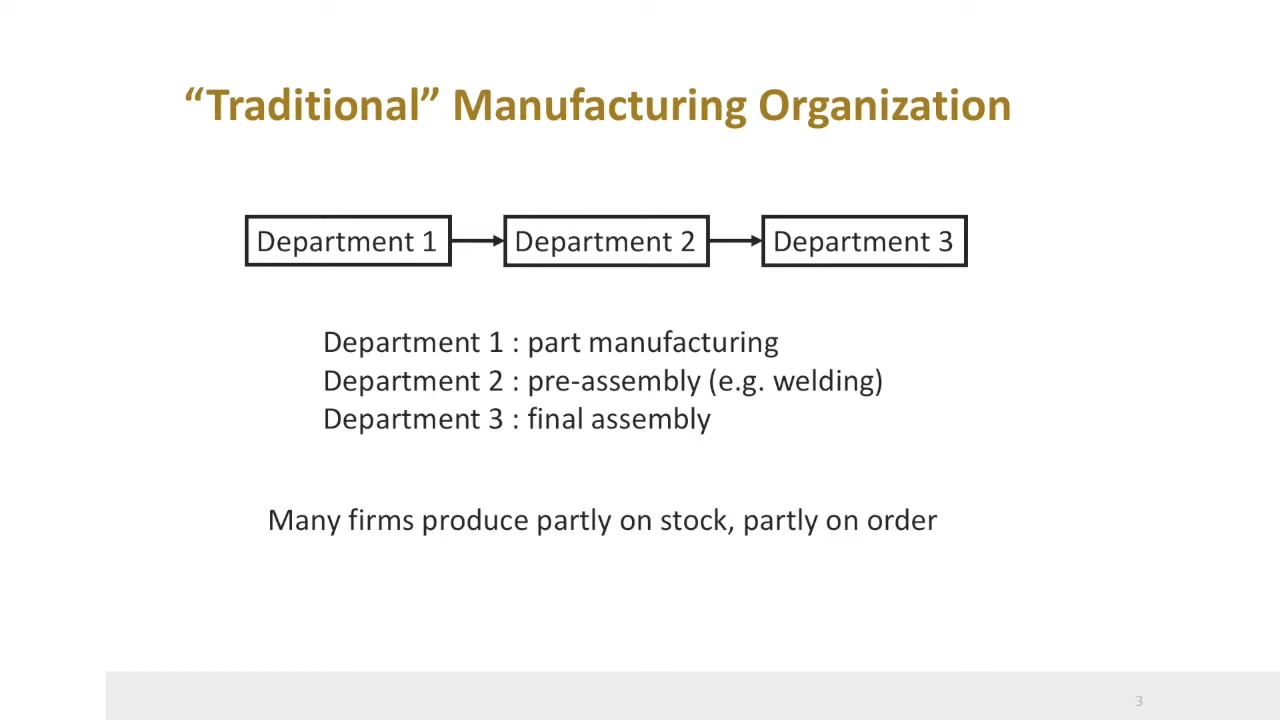 “Traditional” Manufacturing Organization
Department 1
Department 2
Department 3
Department 1 : part manufacturing
Department 2 : pre-assembly (e.g. welding)
Department 3 : final assembly
Many firms produce partly on stock, partly on order
3